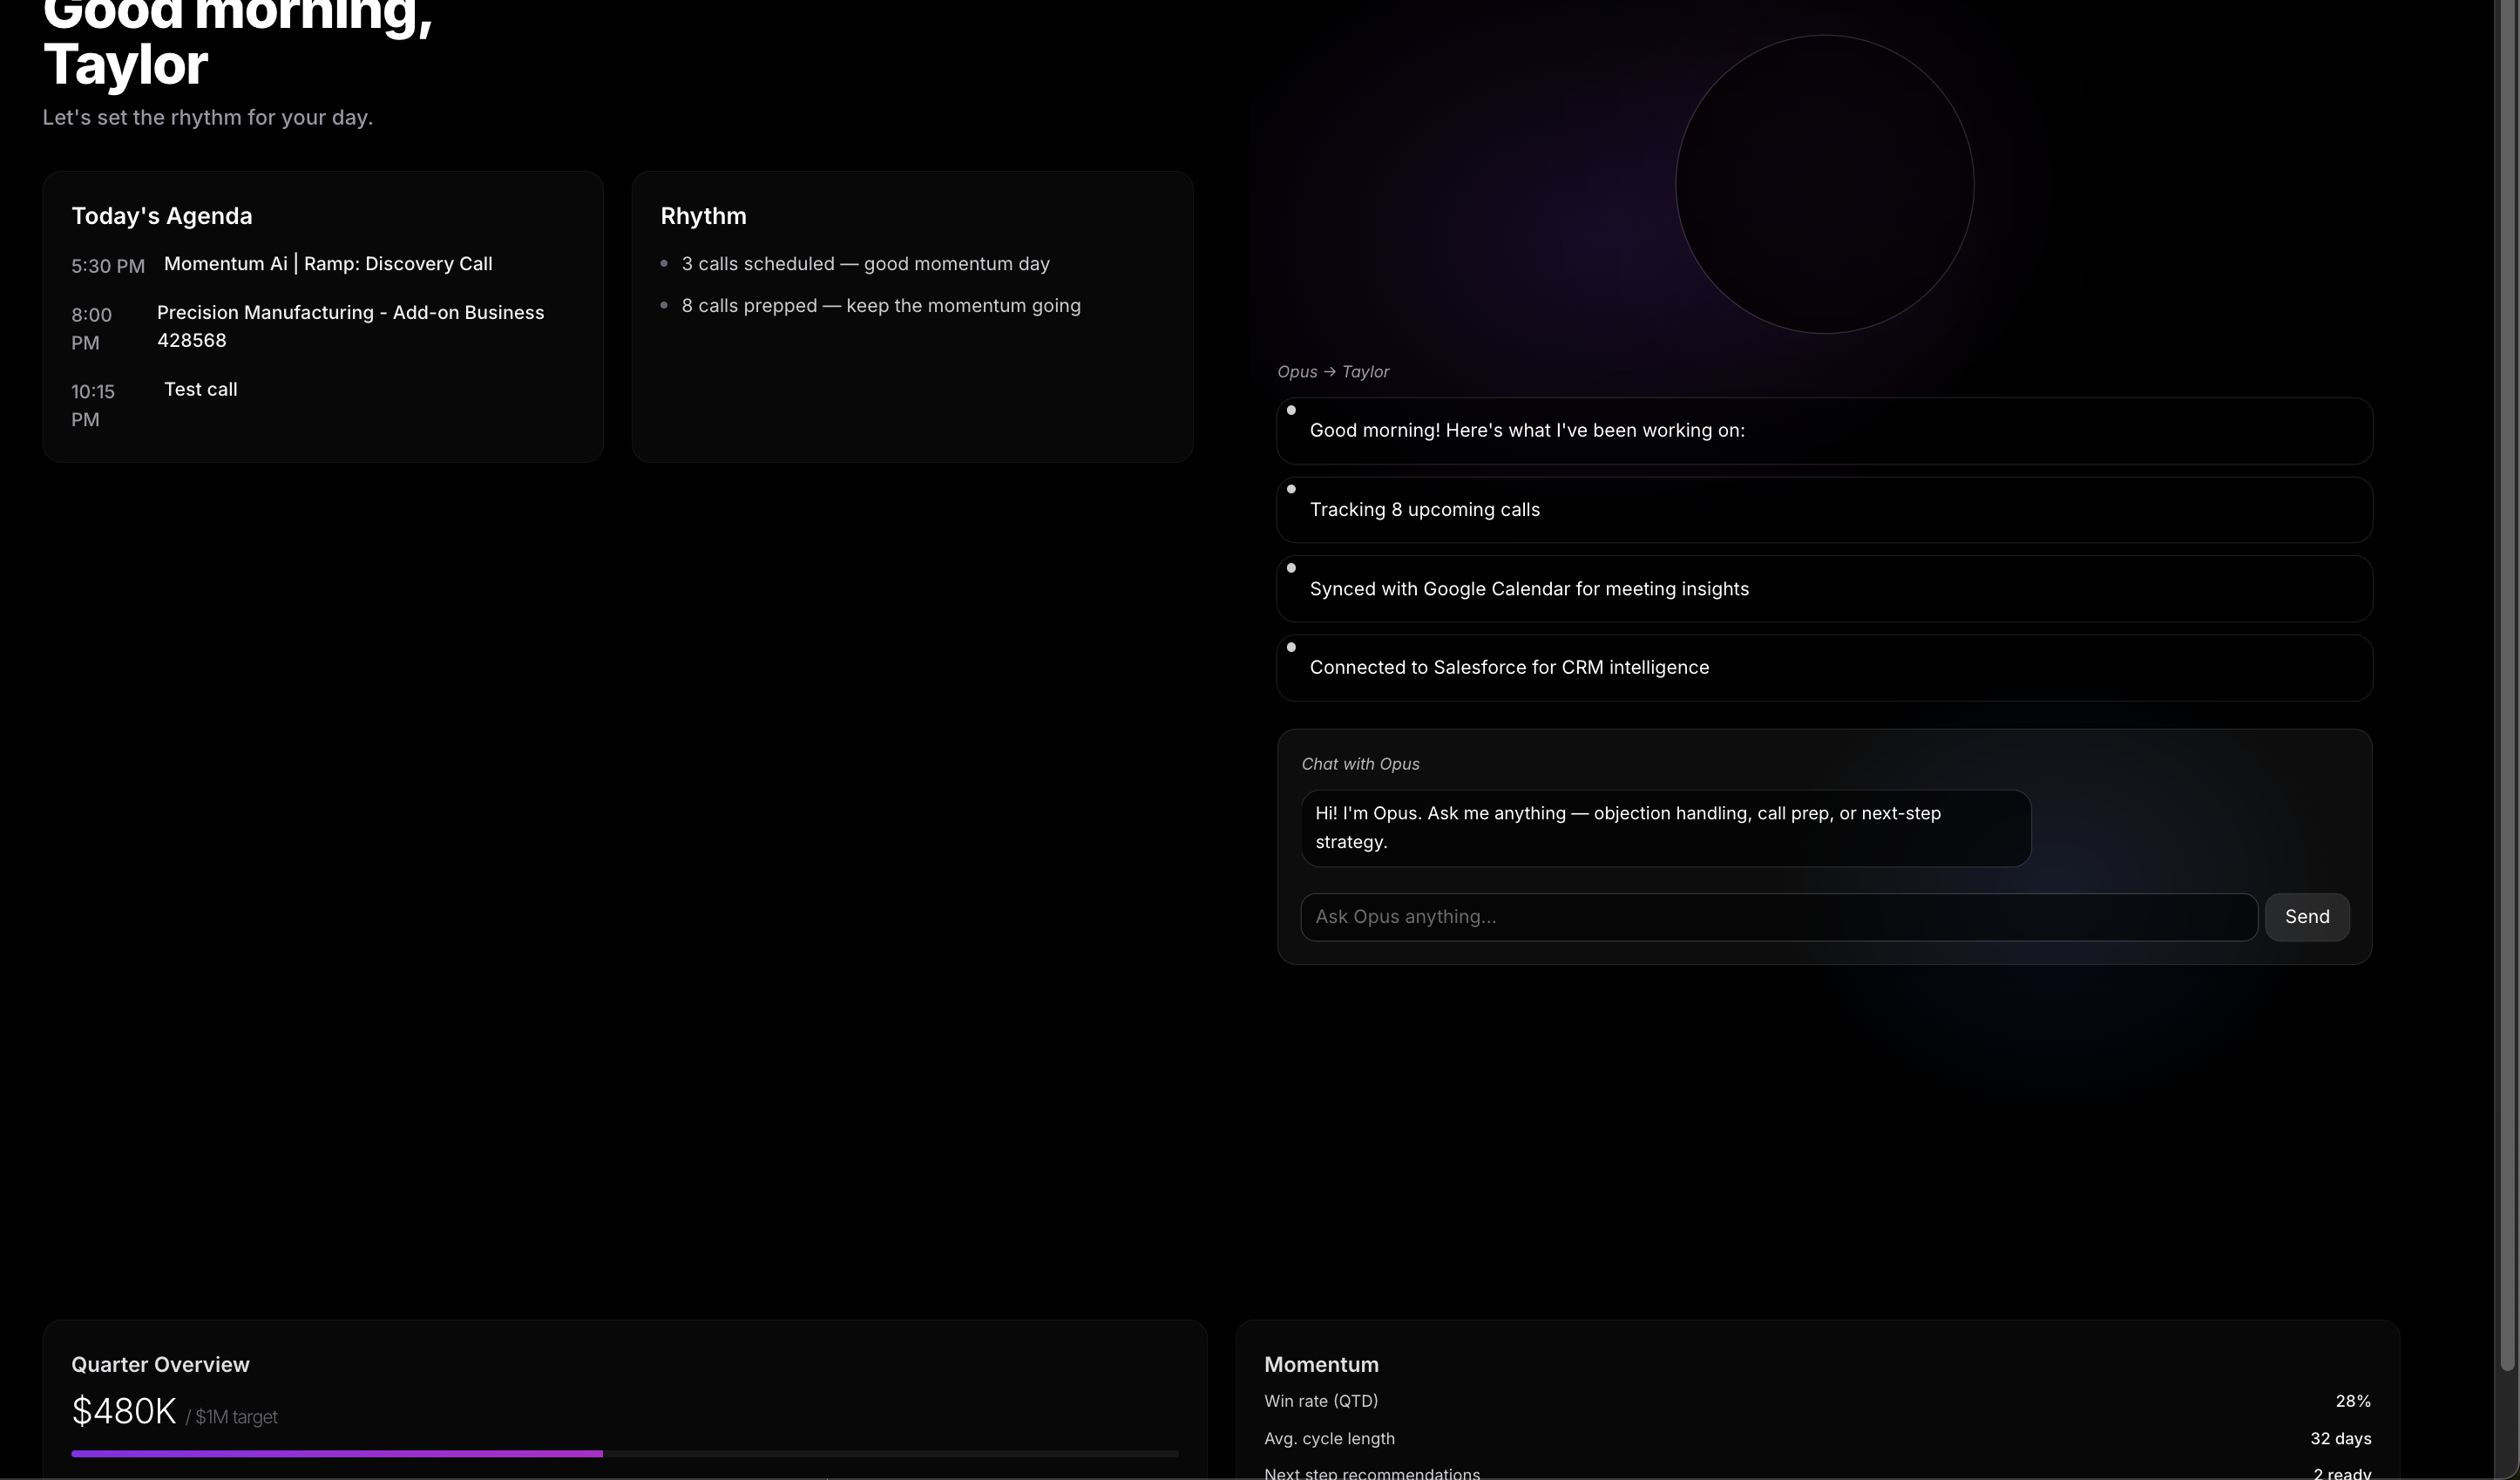 Good morning,
Taylor
Let's set the rhythm for your day.
Today's Agenda
5:30 PM Momentum Ai | Ramp: Discovery Call
8:00 PM
Precision Manufacturing - Add-on Business
428568
10:15 PM
Test call
Rhythm
• 3 calls scheduled — good momentum day
• 8 calls prepped — keep the momentum going
Opus → Taylor
Good morning! Here's what I've been working on:
Tracking 8 upcoming calls
Synced with Google Calendar for meeting insights
Connected to Salesforce for CRM intelligence
Chat with Opus
Hi! I'm Opus. Ask me anything — objection handling, call prep, or next-step
strategy.
Ask Opus anything...
Send
Quarter Overview
$480K / $1M target
Momentum
Win rate (QTD) 28%
Avg. cycle length 32 days
Next step recommendations 2 ready